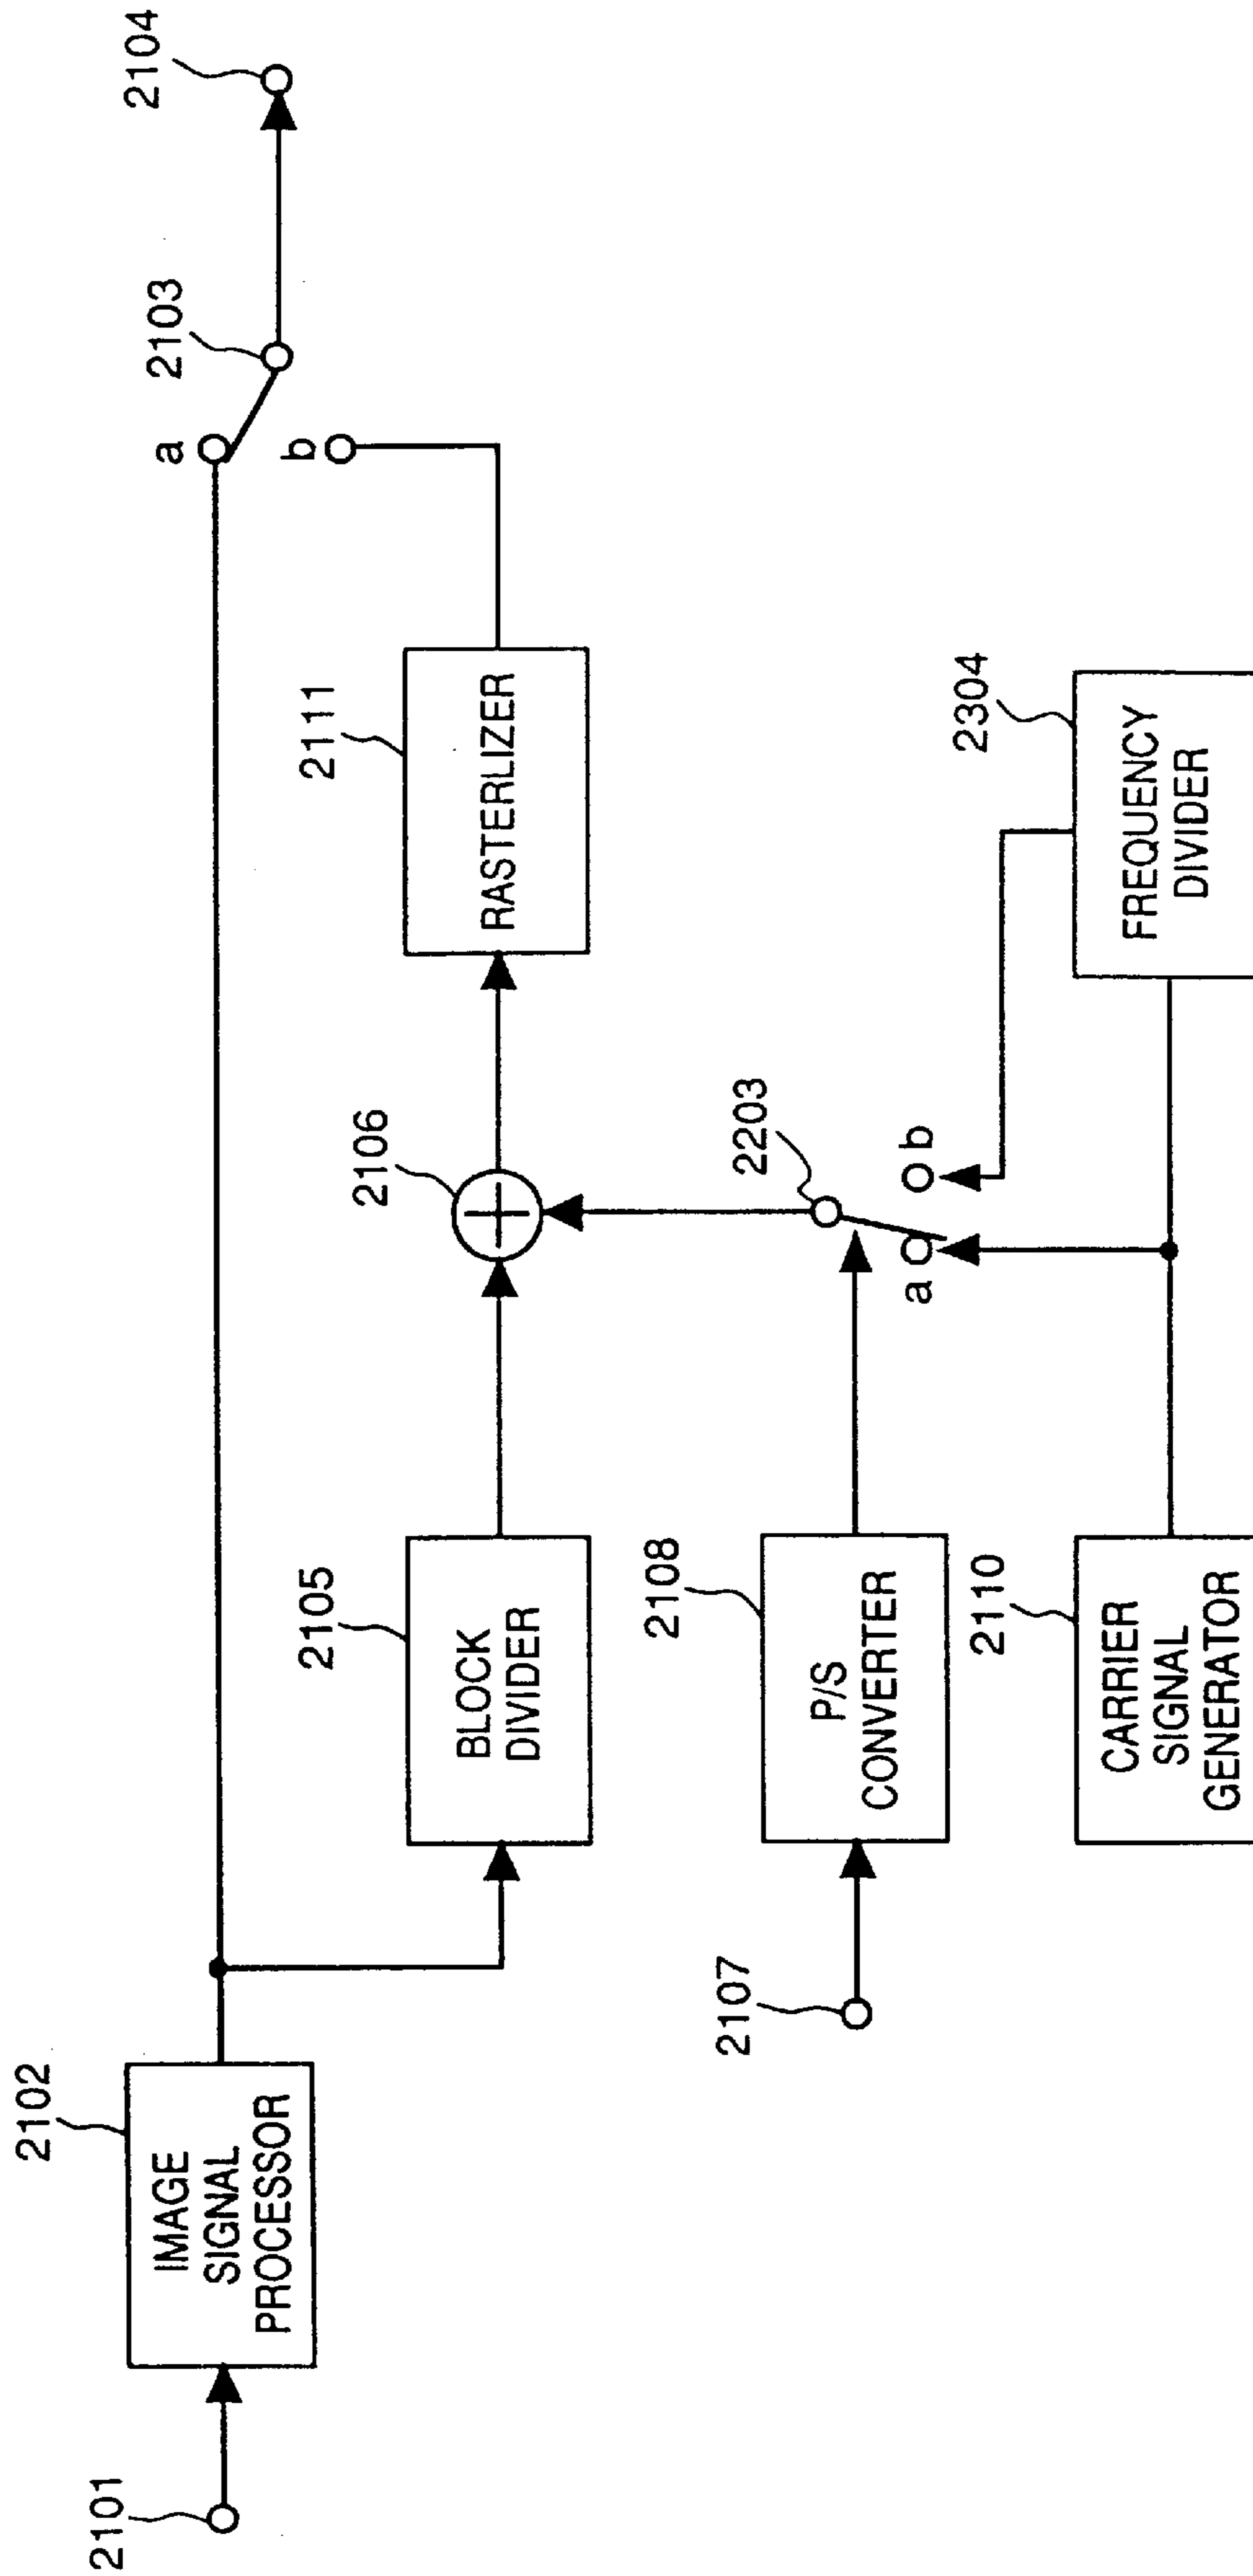 2101
2102
IMAGE
SIGNAL
PROCESSOR
a
b
2103
2104
2105
BLOCK
DIVIDER
2106
2111
RASTERLIZER
2107
2108
P/S
CONVERTER
2203
a
b
2110
CARRIER
SIGNAL
GENERATOR
2304
FREQUENCY
DIVIDER